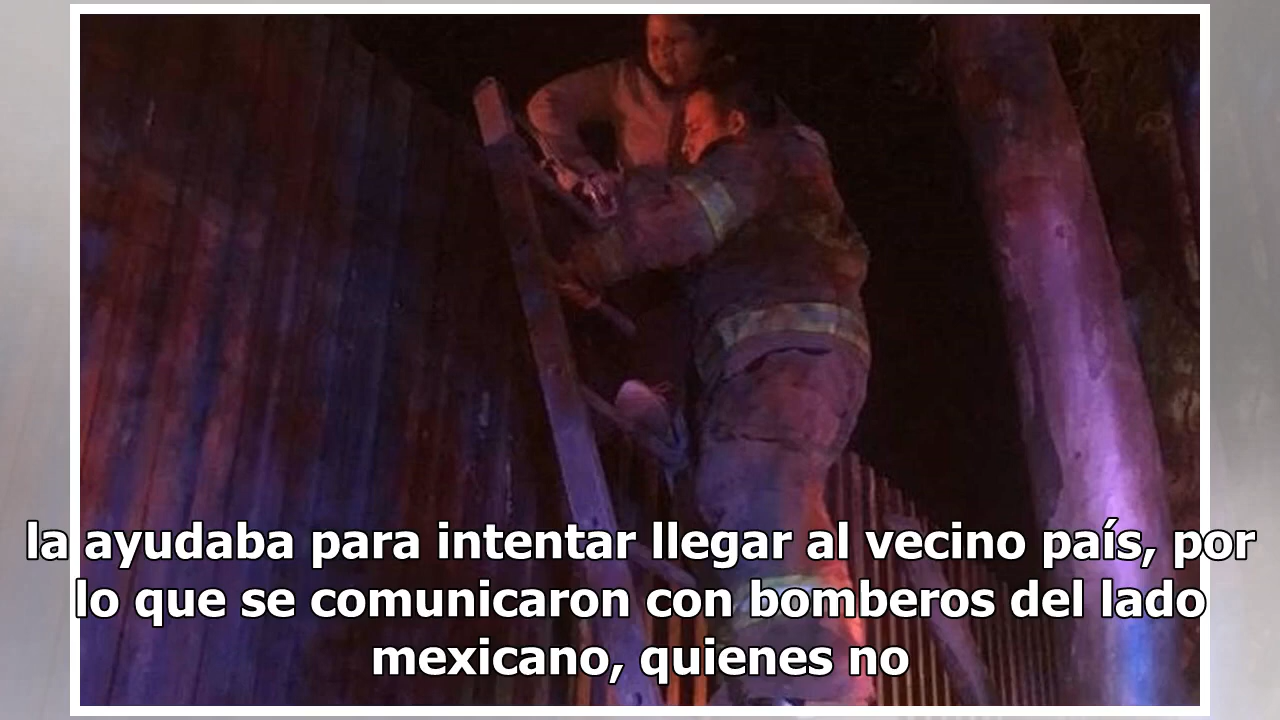 la ayudaba para intentar llegar al vecino país, por
lo que se comunicaron con bomberos del lado
mexicano, quienes no